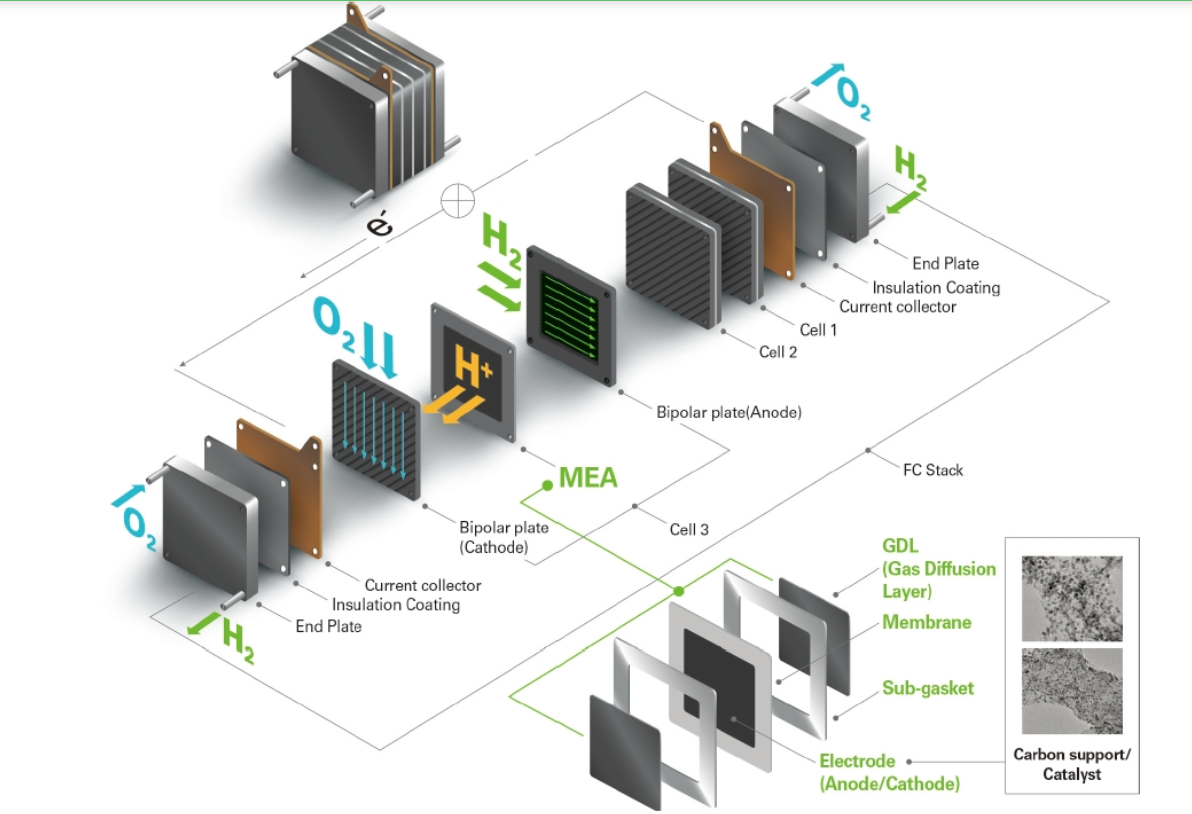 O2
H2
e-
H2
End Plate
Insulation Coating
Current collector
O2
Cell 1
Cell 2
H+
Bipolar plate(Anode)
MEA
FC Stack
O2
Bipolar plate
(Cathode)
Cell 3
Current collector
Insulation Coating
End Plate
H2
GDL
(Gas Diffusion
Layer)
Membrane
Sub-gasket
Electrode
(Anode/Cathode)
Carbon support/
Catalyst